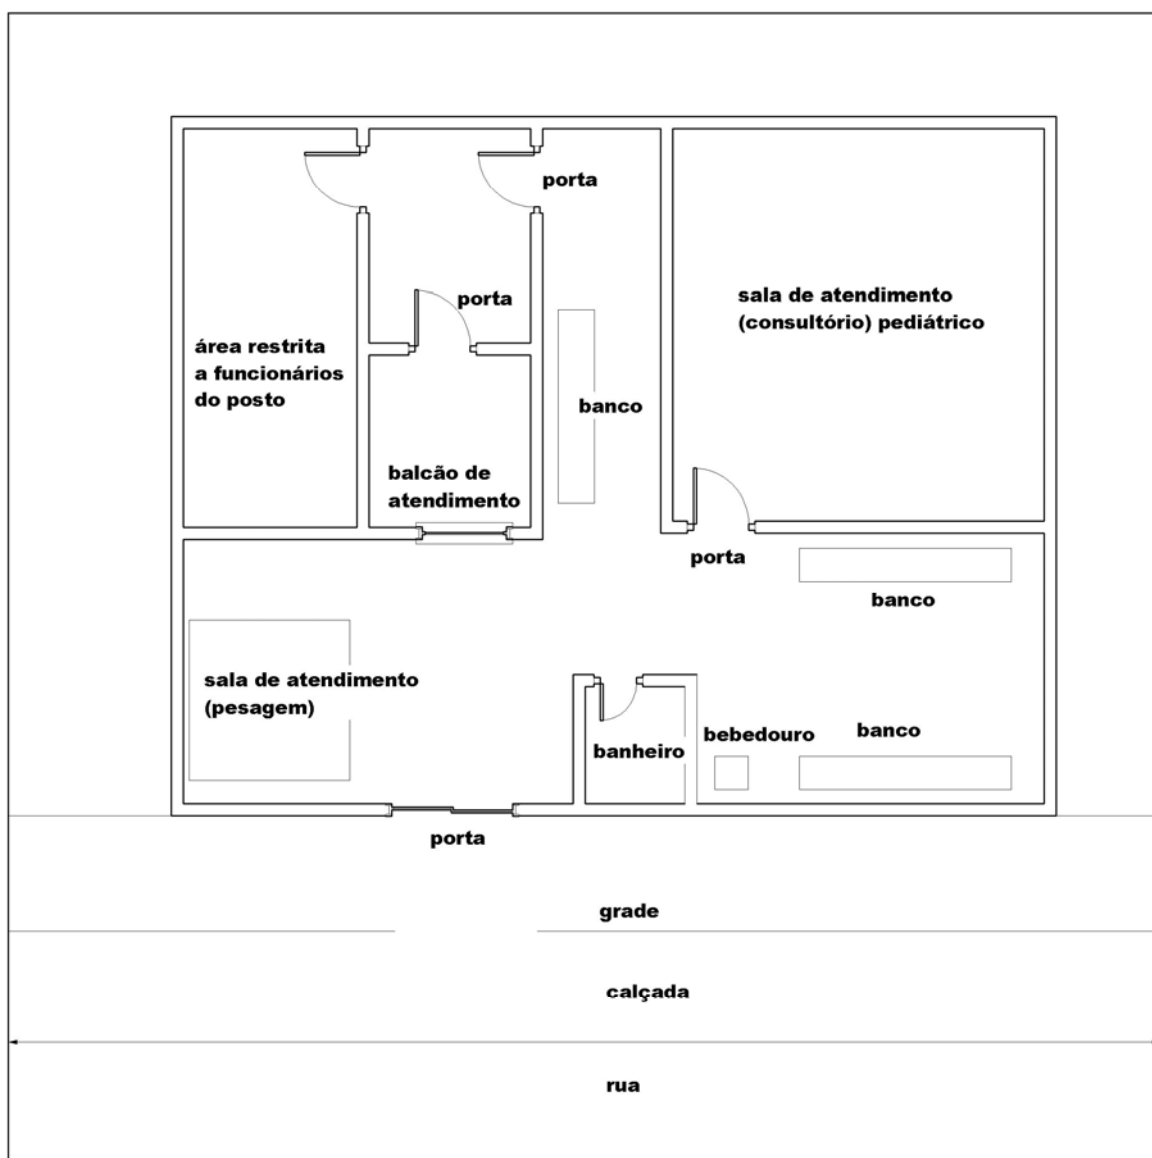 porta
porta
sala de atendimento
(consultório) pediátrico
área restrita
a funcionários
do posto
banco
balcão de
atendimento
porta
banco
sala de atendimento
(pesagem)
banheiro
bebedouro
banco
porta
grade
calçada
rua